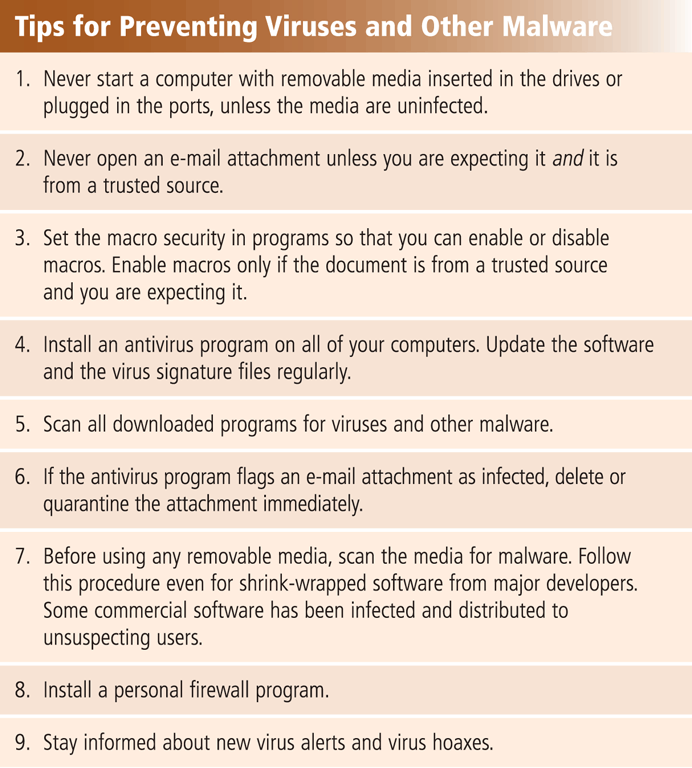 Tips for Preventing Viruses and Other Malware
1. Never start a computer with removable media inserted in the drives or
plugged in the ports, unless the media are uninfected.
2. Never open an e-mail attachment unless you are expecting it and it is
from a trusted source.
3. Set the macro security in programs so that you can enable or disable
macros. Enable macros only if the document is from a trusted source
and you are expecting it.
4. Install an antivirus program on all of your computers. Update the software
and the virus signature files regularly.
5. Scan all downloaded programs for viruses and other malware.
6. If the antivirus program flags an e-mail attachment as infected, delete or
quarantine the attachment immediately.
7. Before using any removable media, scan the media for malware. Follow
this procedure even for shrink-wrapped software from major developers.
Some commercial software has been infected and distributed to
unsuspecting users.
8. Install a personal firewall program.
9. Stay informed about new virus alerts and virus hoaxes.